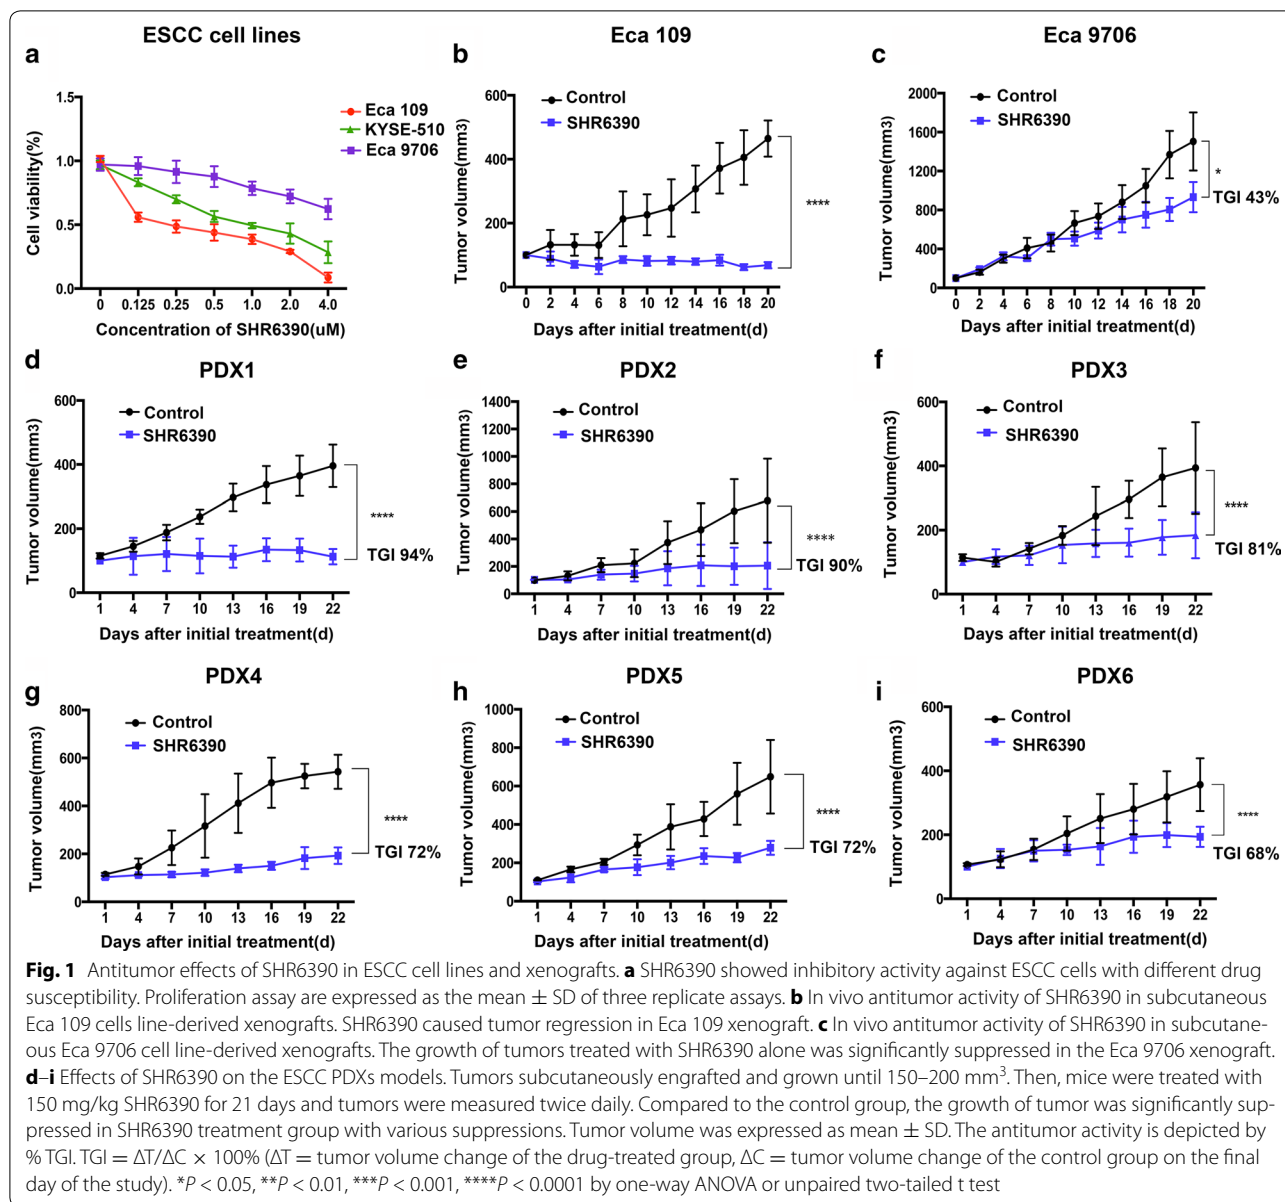 ESCC cell lines
a
1.5
1.0
0.5
0.0
Cell viability(%)
Eca 109
KYSE-510
Eca 9706
0 0.125 0.25 0.5 1.0 2.0 4.0
Concentration of SHR6390(uM)
Eca 109
b
600
400
200
0
Tumor volume(mm3)
Control
SHR6390
****
0 2 4 6 8 10 12 14 16 18 20
Days after initial treatment(d)
Eca 9706
c
2000
1600
1200
800
400
0
Tumor volume(mm3)
Control
SHR6390
*
TGI 43%
0 2 4 6 8 10 12 14 16 18 20
Days after initial treatment(d)
d
PDX1
600
400
200
0
Tumor volume(mm3)
Control
SHR6390
****
TGI 94%
1 4 7 10 13 16 19 22
Days after initial treatment(d)
e
PDX2
1400
1200
1000
800
600
400
200
0
Tumor volume(mm3)
Control
SHR6390
****
TGI 90%
1 4 7 10 13 16 19 22
Days after initial treatment(d)
f
PDX3
600
400
200
0
Tumor volume(mm3)
Control
SHR6390
****
TGI 81%
1 4 7 10 13 16 19 22
Days after initial treatment(d)
g
PDX4
800
600
400
200
0
Tumor volume(mm3)
Control
SHR6390
****
TGI 72%
1 4 7 10 13 16 19 22
Days after initial treatment(d)
h
PDX5
1000
800
600
400
200
0
Tumor volume(mm3)
Control
SHR6390
****
TGI 72%
1 4 7 10 13 16 19 22
Days after initial treatment(d)
i
PDX6
600
400
200
0
Tumor volume(mm3)
Control
SHR6390
****
TGI 68%
1 4 7 10 13 16 19 22
Days after initial treatment(d)
Fig. 1 Antitumor effects of SHR6390 in ESCC cell lines and xenografts. a SHR6390 showed inhibitory activity against ESCC cells with different drug
susceptibility. Proliferation assay are expressed as the mean ± SD of three replicate assays. b In vivo antitumor activity of SHR6390 in subcutaneous
Eca 109 cells line-derived xenografts. SHR6390 caused tumor regression in Eca 109 xenograft. c In vivo antitumor activity of SHR6390 in subcutane-
ous Eca 9706 cell line-derived xenografts. The growth of tumors treated with SHR6390 alone was significantly suppressed in the Eca 9706 xenograft.
d–i Effects of SHR6390 on the ESCC PDXs models. Tumors subcutaneously engrafted and grown until 150–200 mm³. Then, mice were treated with
150 mg/kg SHR6390 for 21 days and tumors were measured twice daily. Compared to the control group, the growth of tumor was significantly sup-
pressed in SHR6390 treatment group with various suppressions. Tumor volume was expressed as mean ± SD. The antitumor activity is depicted by
% TGI. TGI = ΔT/ΔC × 100% (ΔT = tumor volume change of the drug-treated group, ΔC = tumor volume change of the control group on the final
day of the study). *P < 0.05, **P < 0.01, ***P < 0.001, ****P < 0.0001 by one-way ANOVA or unpaired two-tailed t test